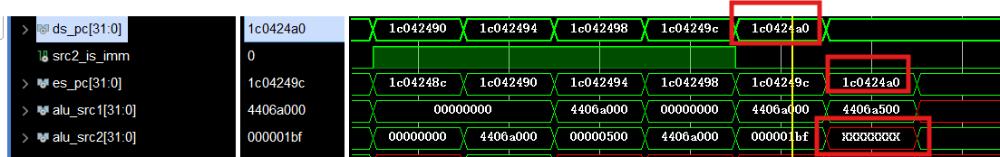 ds_pc[31:0] 1c0424a0 1c042490 1c042494 1c042498 1c04249c 1c0424a0
src2_is_imm 0
es_pc[31:0] 1c04249c 1c04248c 1c042490 1c042494 1c042498 1c04249c 1c0424a0
alu_src1[31:0] 4406a000 00000000 4406a000 00000000 4406a000 4406a500
alu_src2[31:0] 000001bf 00000000 4406a000 00000500 4406a000 000001bf XXXXXXXX